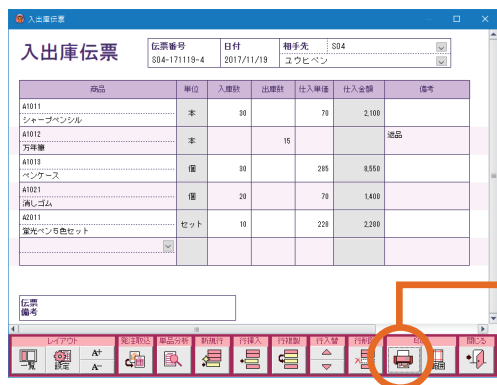 入出庫伝票
入出庫伝票
伝票番号 日付 相手先 S04
S04-171119-4 2017/11/19 ユウヒペン
商品 単位 入庫数 出庫数 仕入単価 仕入金額 備考
A1011
シャープペンシル 本 30 70 2,100
A1012
万年筆 本 15 返品
A1013
ペンケース 個 30 285 8,550
A1021
消しゴム 個 20 70 1,400
A2011
蛍光ペン5色セット セット 10 228 2,280
伝票
備考
レイアウト 発注取込 単品分析 新規行 行挿入 行複製 行入替 行削除 閉じる
一覧 設定 A+
A-